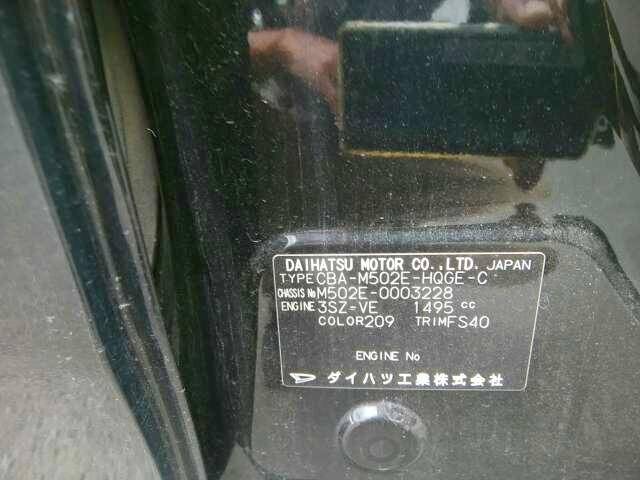 DAIHATSU MOTOR CO.,LTD. JAPAN
TYPE CBA-M502E-HQGE-C
CHASSIS No M502E-0003228
ENGINE 3SZ-VE 1495 cc
COLOR 209 TRIM FS40
ENGINE No
ダイハツ工業株式会社